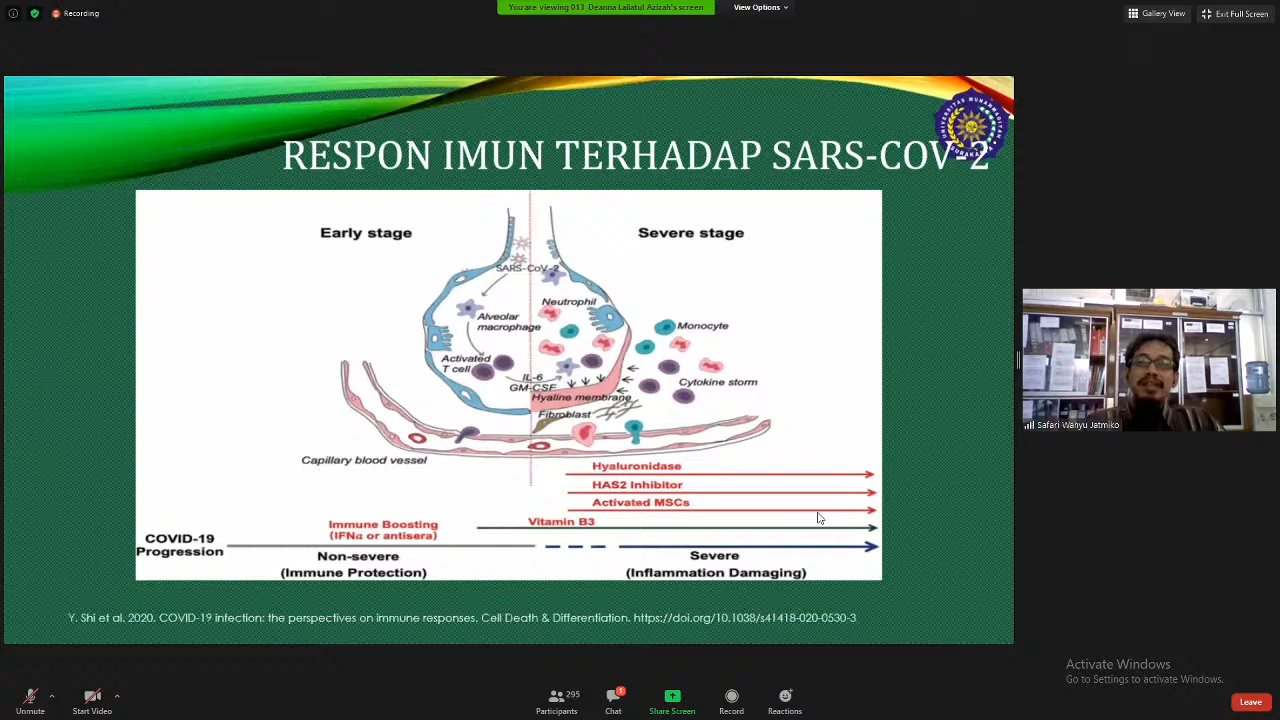 Recording
You are viewing 013_Deanna Lailatul Azizah's screen
View Options
Gallery View
Exit Full Screen
UNIVERSITAS MUHAMMADIYAH
SURAKARTA
RESPON IMUN TERHADAP SARS-COV-2
Early stage
Severe stage
SARS-CoV-2
Neutrophil
Alveolar
macrophage
Monocyte
Activated
T cell
IL-6
GM-CSF
Cytokine storm
Hyaline membrane
Fibroblast
Capillary blood vessel
Hyaluronidase
HAS2 Inhibitor
Activated MSCs
Vitamin B3
Immune Boosting
(IFNα or antisera)
COVID-19
Progression
Non-severe
(Immune Protection)
Severe
(Inflammation Damaging)
Y. Shi et al. 2020. COVID-19 infection: the perspectives on immune responses. Cell Death & Differentiation. https://doi.org/10.1038/s41418-020-0530-3
Safari Wahyu Jatmiko
Activate Windows
Go to Settings to activate Windows.
Unmute
Start Video
295
Participants
1
Chat
Share Screen
Record
Reactions
Leave